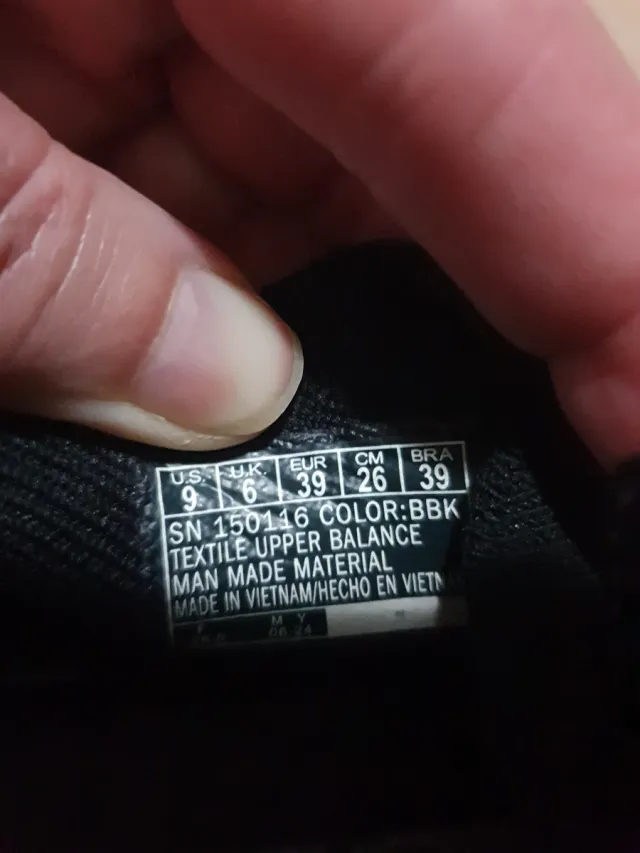 U.S. U.K. EUR CM BRA
9 6 39 26 39
SN 150116 COLOR:BBK
TEXTILE UPPER BALANCE
MAN MADE MATERIAL
MADE IN VIETNAM/HECHO EN VIETN
M Y